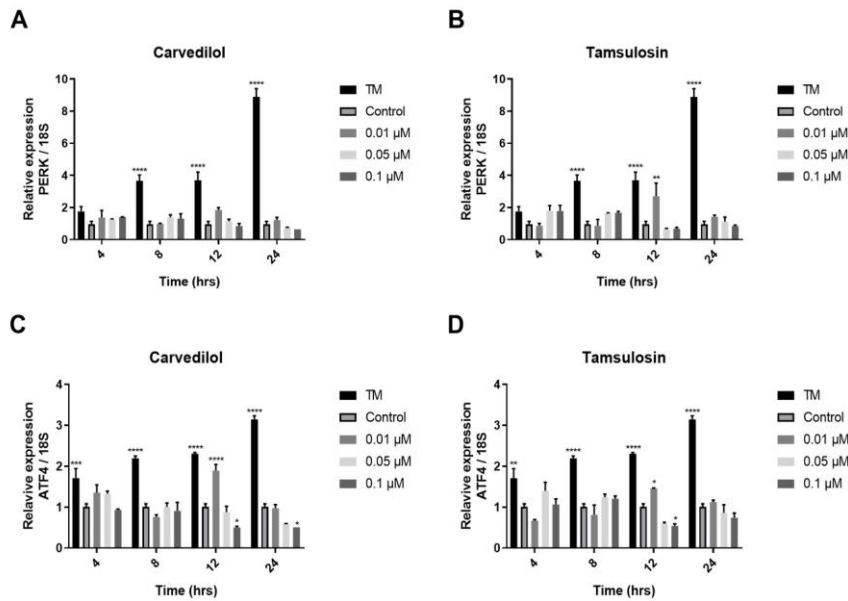 A
Carvedilol
Relative expression
PERK / 18S
10
8
6
4
2
0
****
****
****
4
8
12
24
Time (hrs)
TM
Control
0.01 µM
0.05 µM
0.1 µM
B
Tamsulosin
Relative expression
PERK / 18S
10
8
6
4
2
0
****
****
**
****
4
8
12
24
Time (hrs)
TM
Control
0.01 µM
0.05 µM
0.1 µM
C
Carvedilol
Relavive expression
ATF4 / 18S
4
3
2
1
0
***
****
****
****
*
****
*
4
8
12
24
Time (hrs)
TM
Control
0.01 µM
0.05 µM
0.1 µM
D
Tamsulosin
Relavive expression
ATF4 / 18S
4
3
2
1
0
**
****
****
*
*
****
4
8
12
24
Time (hrs)
TM
Control
0.01 µM
0.05 µM
0.1 µM